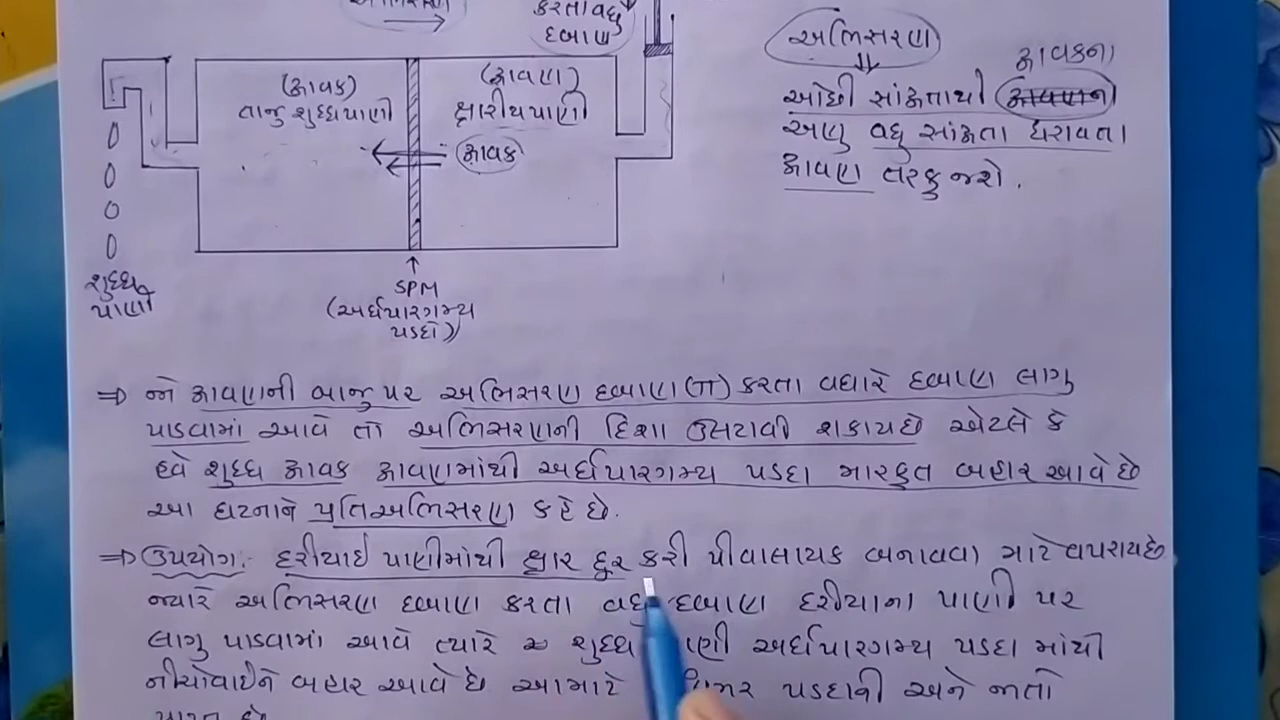 કરતા વધુ
દબાણ
(દ્રાવક)
તાજુ શુધ્ધ પાણી
(દ્રાવણ)
ક્ષારીય પાણી
દ્રાવક
શુધ્ધ
પાણી
SPM
(અર્ધપારગમ્ય
પડદો)
અભિસરણ
દ્રાવકના
ઓછી સાંદ્રતાથી
અણુ વધુ સાંદ્રતા ધરાવતા
દ્રાવણ તરફ જશે.
⇒ જો દ્રાવણની બાજુ પર અભિસરણ દબાણ(π) કરતા વધારે દબાણ લાગુ
પાડવામાં આવે તો અભિસરણની દિશા ઉલટાવી શકાય છે એટલે કે
હવે શુધ્ધ દ્રાવક દ્રાવણમાંથી અર્ધપારગમ્ય પડદા મારફત બહાર આવે છે
આ ઘટનાને પ્રતિઅભિસરણ કહે છે.
⇒ ઉપયોગ:- દરીયાઈ પાણીમાંથી ક્ષાર દુર કરી પીવાલાયક બનાવવા માટે વપરાય છે
જ્યારે અભિસરણ દબાણ કરતા વધુ દબાણ દરીયાના પાણી પર
લાગુ પાડવામાં આવે ત્યારે શુધ્ધ અર્ધપારગમ્ય પડદા માંથી
નીચોવાઈને બહાર આવે છે આ માટે પડદાની અને જાતો